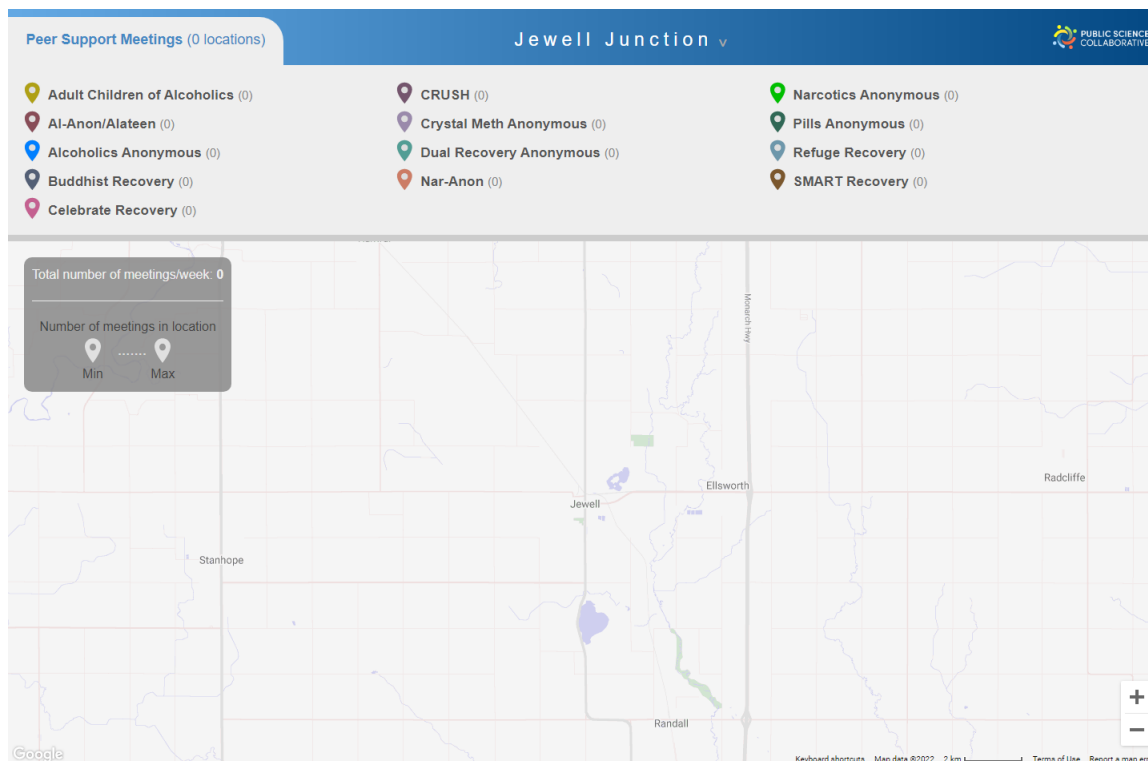 Peer Support Meetings (0 locations)
Jewell Junction v
PUBLIC SCIENCE
COLLABORATIVE
Adult Children of Alcoholics (0)
Al-Anon/Alateen (0)
Alcoholics Anonymous (0)
Buddhist Recovery (0)
Celebrate Recovery (0)
CRUSH (0)
Crystal Meth Anonymous (0)
Dual Recovery Anonymous (0)
Nar-Anon (0)
Narcotics Anonymous (0)
Pills Anonymous (0)
Refuge Recovery (0)
SMART Recovery (0)
Total number of meetings/week: 0
Number of meetings in location
Min ....... Max
Monarch Hwy
Ellsworth
Radcliffe
Jewell
Stanhope
Randall
Google
Keyboard shortcuts Map data ©2022 2 km Terms of Use Report a map